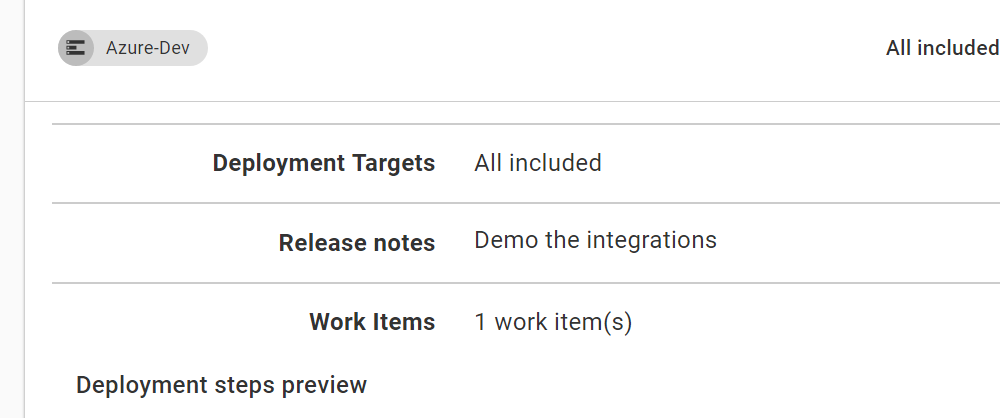 Azure-Dev All included
Deployment Targets All included
Release notes Demo the integrations
Work Items 1 work item(s)
Deployment steps preview